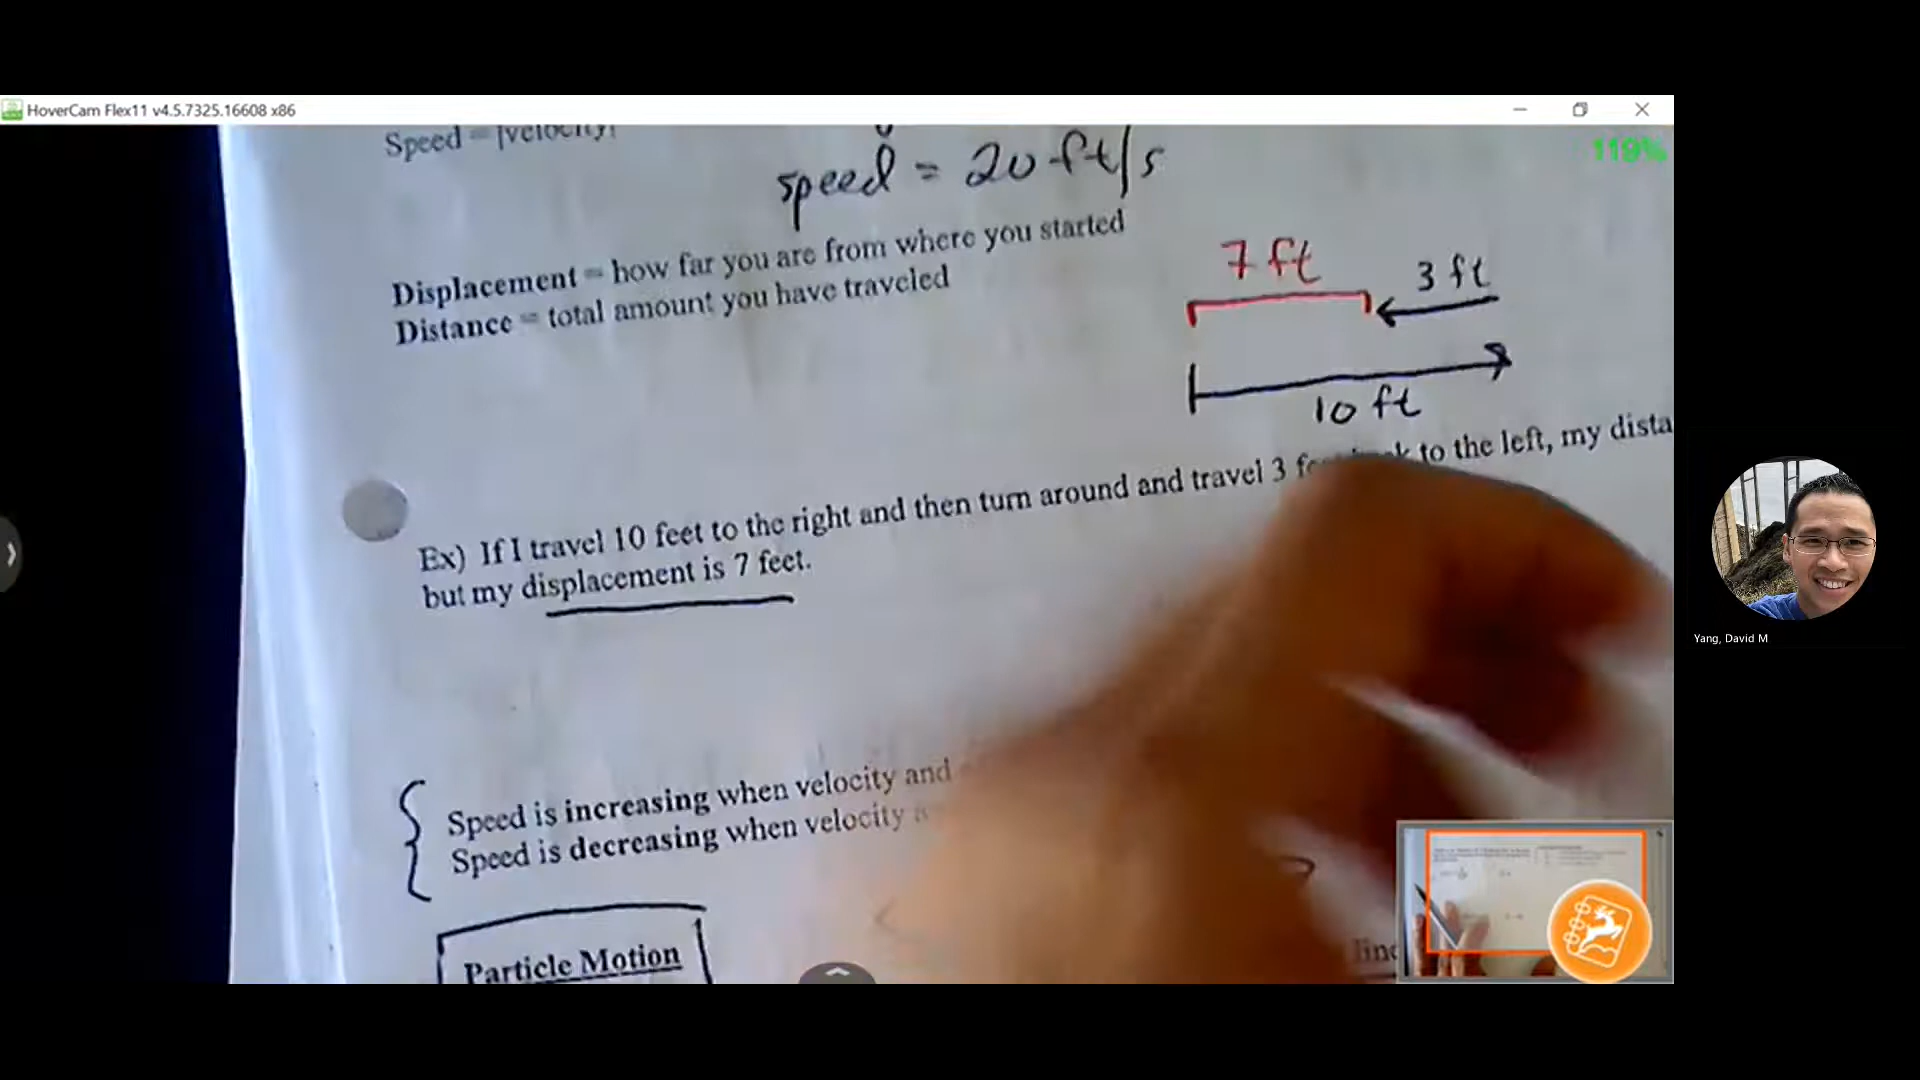 HoverCam Flex11 v4.5.7325.16608 x86
119%
Speed = |velocity|
speed = 20 ft/s
Displacement = how far you are from where you started
Distance = total amount you have traveled
7 ft
3 ft
10 ft
Ex) If I travel 10 feet to the right and then turn around and travel 3 to the left, my dista
but my displacement is 7 feet.
Speed is increasing when velocity and
Speed is decreasing when velocity
Particle Motion
Yang, David M